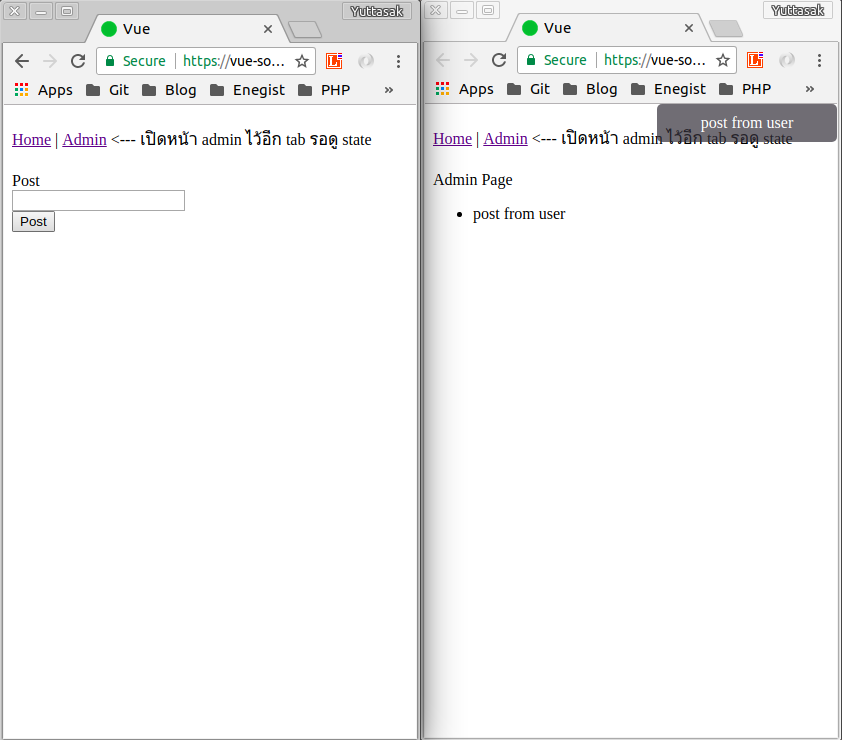 Yuttasak
Vue
Secure
https://vue-so...
Apps
Git
Blog
Enegist
PHP
»
Home | Admin <--- เปิดหน้า admin ไว้อีก tab รอดู state
Post
Post
Yuttasak
Vue
Secure
https://vue-so...
Apps
Git
Blog
Enegist
PHP
»
post from user
Home | Admin <--- เปิดหน้า admin ไว้อีก tab รอดู state
Admin Page
• post from user